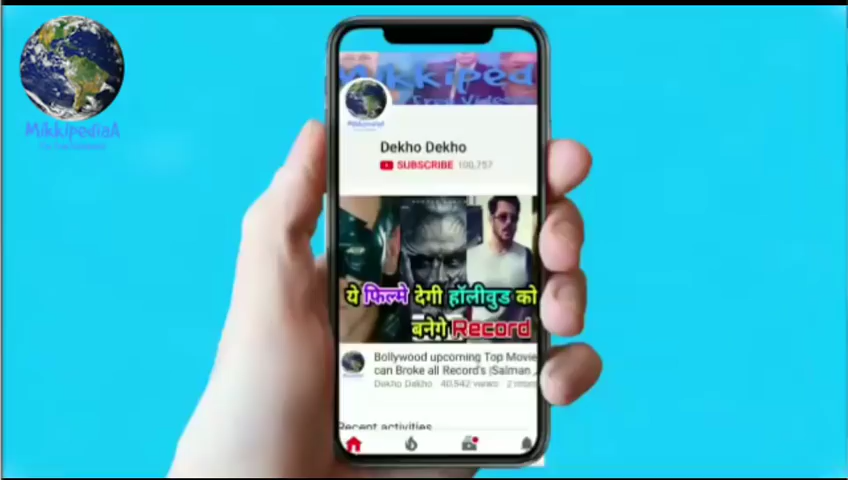 MikkipediaA
Mikkiped
Dekho Dekho
SUBSCRIBE 100,757
ये फिल्मे देगी हॉलीवुड को
बनेगे Record
Bollywood upcoming Top Movie
can Broke all Record's (Salman
Dekho Dekho 40,942 views
Recent activities